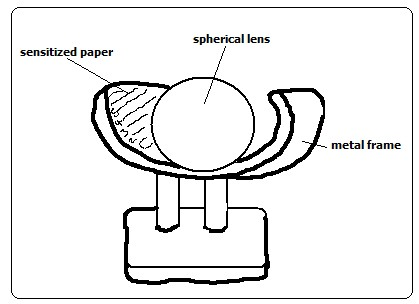 spherical lens
sensitized paper
metal frame